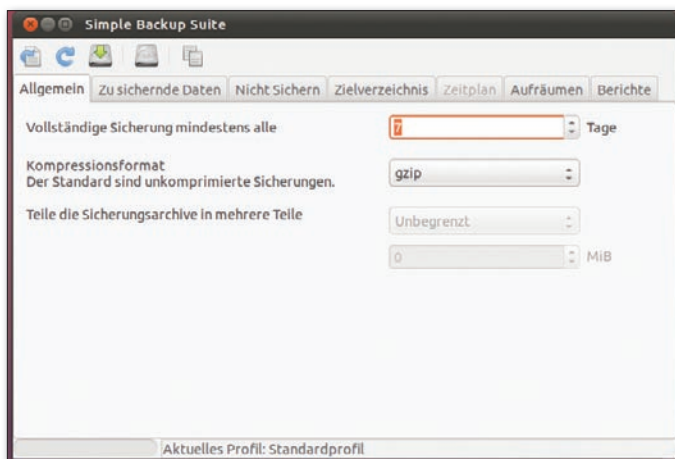 Simple Backup Suite
Allgemein Zu sichernde Daten Nicht Sichern Zielverzeichnis Zeitplan Aufräumen Berichte
Vollständige Sicherung mindestens alle 7 Tage
Kompressionsformat
Der Standard sind unkomprimierte Sicherungen. gzip
Teile die Sicherungsarchive in mehrere Teile Unbegrenzt
0 MiB
Aktuelles Profil: Standardprofil